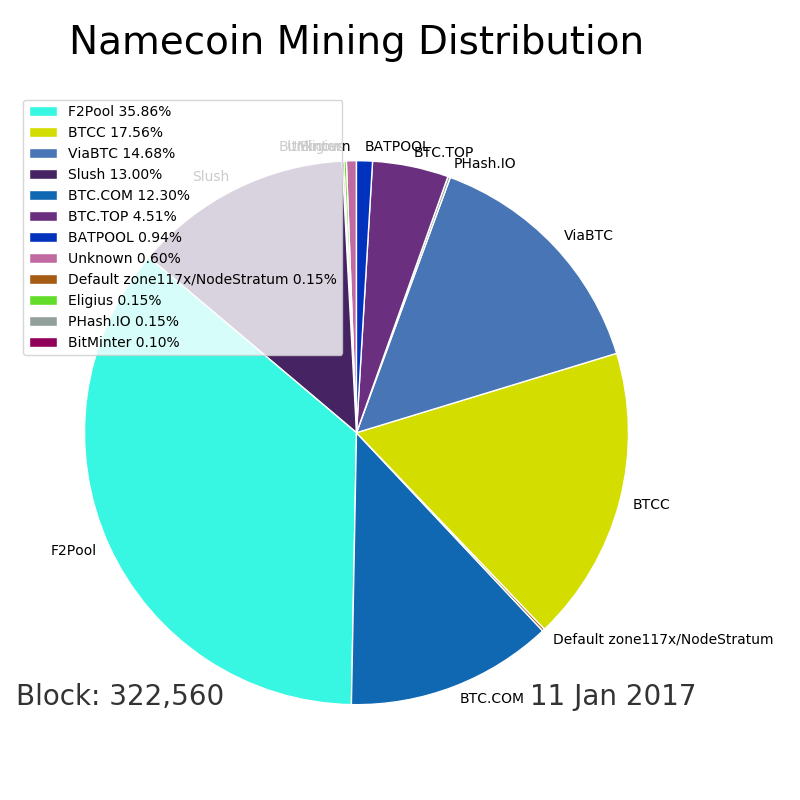 Namecoin Mining Distribution
F2Pool 35.86%
BTCC 17.56%
ViaBTC 14.68%
Slush 13.00%
BTC.COM 12.30%
BTC.TOP 4.51%
BATPOOL 0.94%
Unknown 0.60%
Default zone117x/NodeStratum 0.15%
Eligius 0.15%
PHash.IO 0.15%
BitMinter 0.10%
BATPOOL
BTC.TOP
PHash.IO
Slush
ViaBTC
BTCC
F2Pool
Default zone117x/NodeStratum
BTC.COM
Block: 322,560
11 Jan 2017